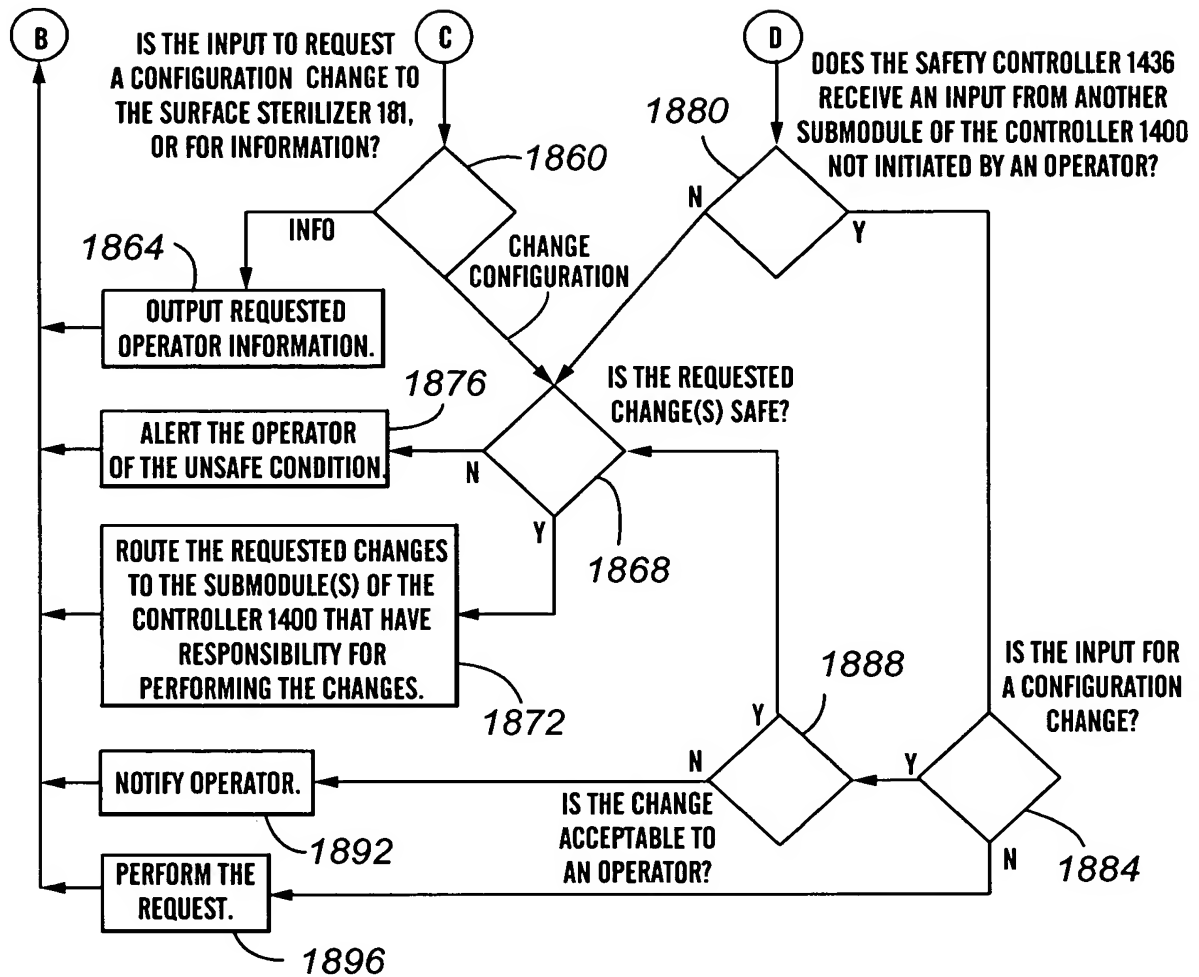 B
IS THE INPUT TO REQUEST
A CONFIGURATION CHANGE TO
THE SURFACE STERILIZER 181,
OR FOR INFORMATION?
C
D
DOES THE SAFETY CONTROLLER 1436
RECEIVE AN INPUT FROM ANOTHER
SUBMODULE OF THE CONTROLLER 1400
NOT INITIATED BY AN OPERATOR?
1860
1880
N
Y
INFO
CHANGE
CONFIGURATION
1864
OUTPUT REQUESTED
OPERATOR INFORMATION.
1876
IS THE REQUESTED
CHANGE(S) SAFE?
ALERT THE OPERATOR
OF THE UNSAFE CONDITION.
N
Y
1868
ROUTE THE REQUESTED CHANGES
TO THE SUBMODULE(S) OF THE
CONTROLLER 1400 THAT HAVE
RESPONSIBILITY FOR
PERFORMING THE CHANGES.
1872
1888
IS THE INPUT FOR
A CONFIGURATION
CHANGE?
Y
N
Y
NOTIFY OPERATOR.
1892
IS THE CHANGE
ACCEPTABLE TO
AN OPERATOR?
N
1884
PERFORM THE
REQUEST.
1896